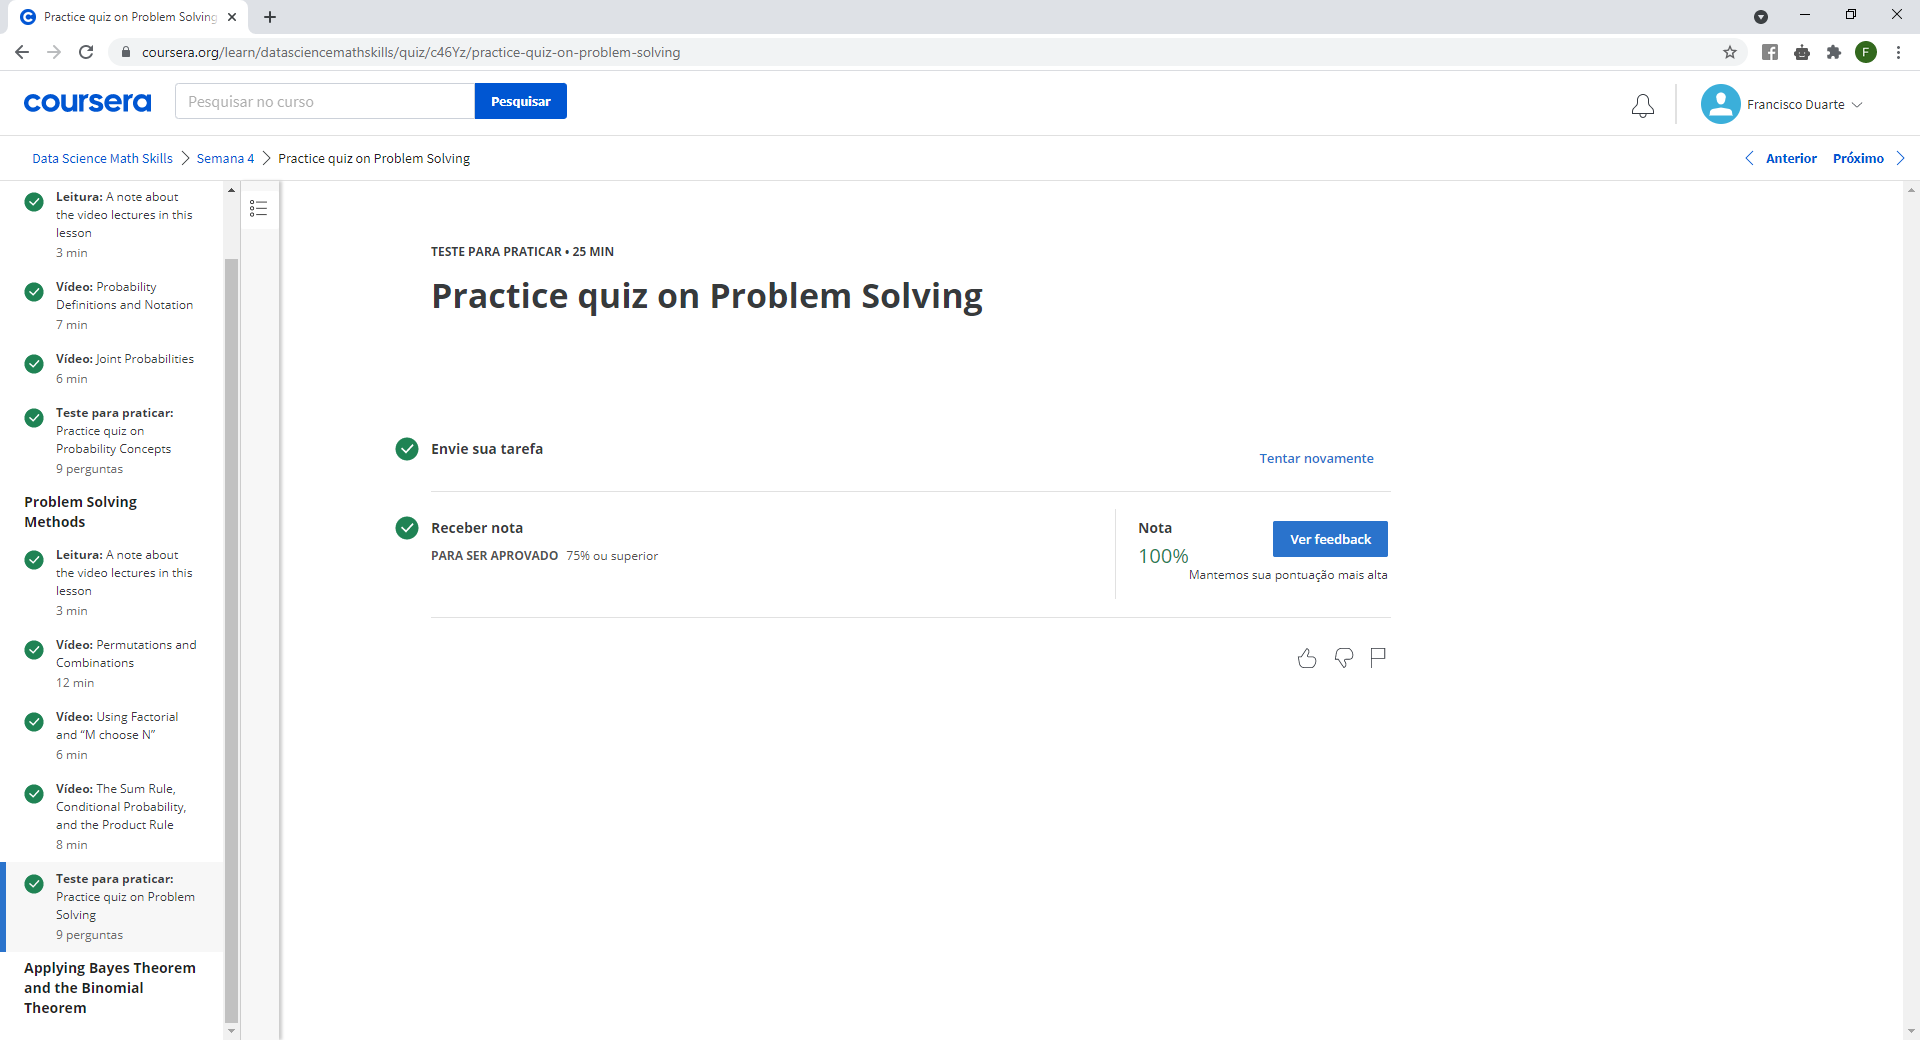 Practice quiz on Problem Solving
coursera.org/learn/datasciencemathskills/quiz/c46Yz/practice-quiz-on-problem-solving
F
coursera
Pesquisar no curso
Pesquisar
Francisco Duarte
Data Science Math Skills
Semana 4
Practice quiz on Problem Solving
Anterior
Próximo
Leitura: A note about
the video lectures in this
lesson
3 min
Vídeo: Probability
Definitions and Notation
7 min
Vídeo: Joint Probabilities
6 min
Teste para praticar:
Practice quiz on
Probability Concepts
9 perguntas
Problem Solving
Methods
Leitura: A note about
the video lectures in this
lesson
3 min
Vídeo: Permutations and
Combinations
12 min
Vídeo: Using Factorial
and “M choose N”
6 min
Vídeo: The Sum Rule,
Conditional Probability,
and the Product Rule
8 min
Teste para praticar:
Practice quiz on Problem
Solving
9 perguntas
Applying Bayes Theorem
and the Binomial
Theorem
TESTE PARA PRATICAR • 25 MIN
Practice quiz on Problem Solving
Envie sua tarefa
Tentar novamente
Receber nota
PARA SER APROVADO 75% ou superior
Nota
100%
Ver feedback
Mantemos sua pontuação mais alta